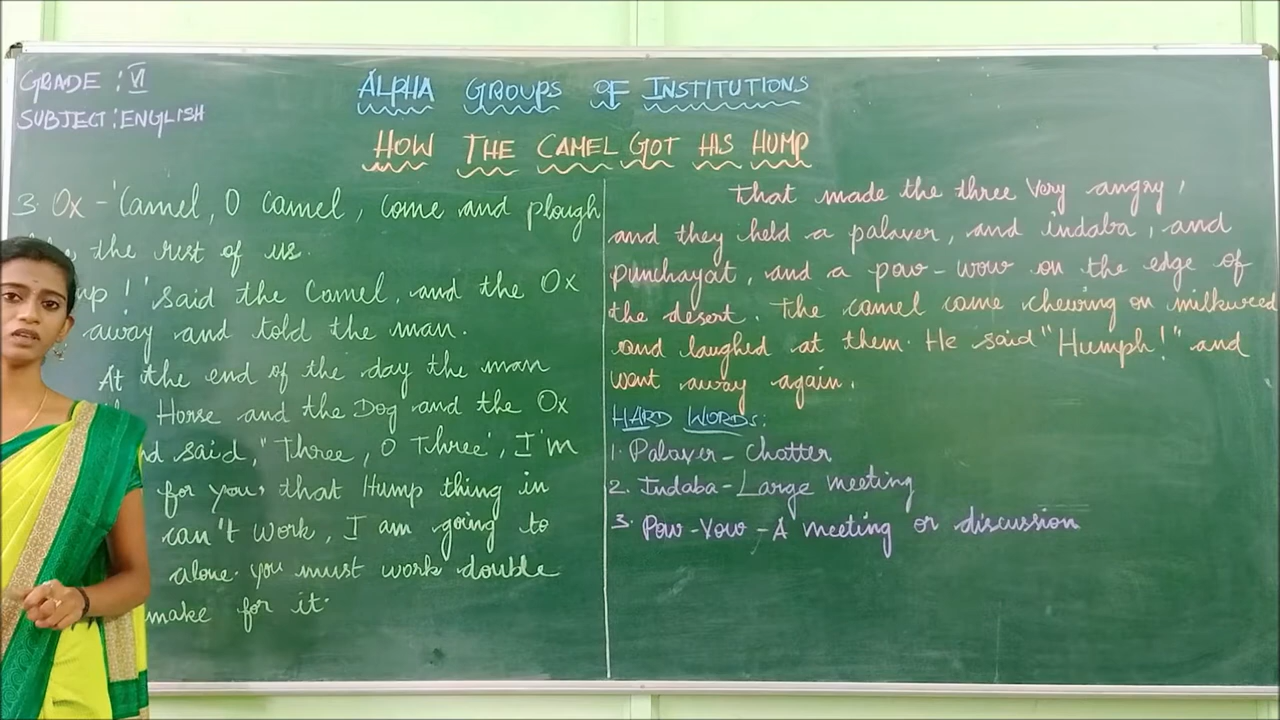 GRADE : VI
SUBJECT : ENGLISH
ALPHA GROUPS OF INSTITUTIONS
HOW THE CAMEL GOT HIS HUMP
3. Ox - 'Camel, O camel, come and plough
the rest of us.
! 'said the Camel, and the Ox
away and told the man.
At the end of the day the man
Horse and the Dog and the Ox
said, "Three, O Three', I'm
for you, that Hump thing in
can't work, I am going to
alone. you must work double
make for it.
That made the three very angry,
and they held a palaver, and indaba, and
punchayat, and a pow-wow on the edge of
the desert. The camel came chewing on milkweed
and laughed at them. He said "Humph!" and
went away again.
HARD WORDS:
1. Palaver - Chatter
2. Indaba - Large meeting
3. Pow-Yow - A meeting or discussion